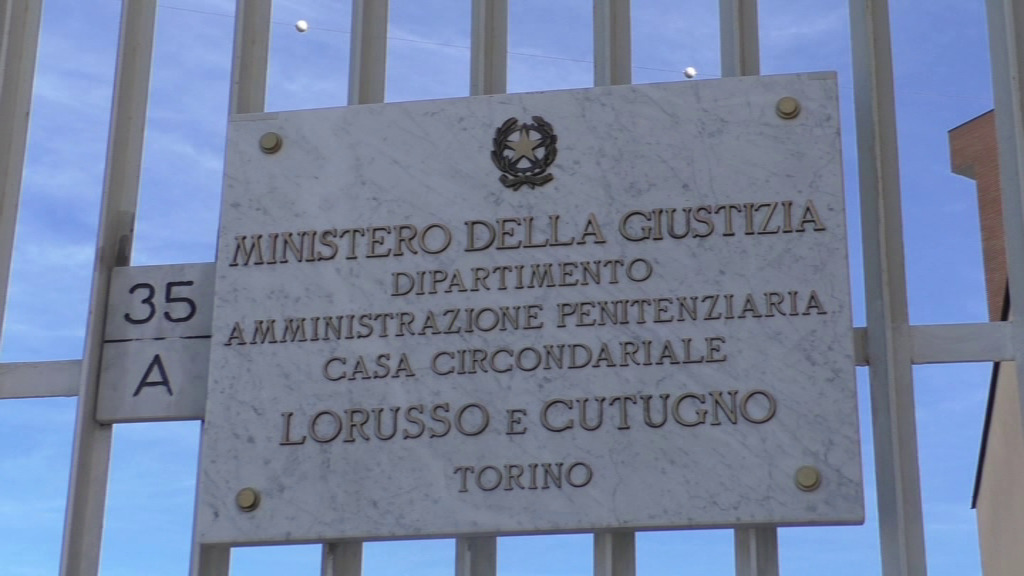 MINISTERO DELLA GIUSTIZIA
DIPARTIMENTO
AMMINISTRAZIONE PENITENZIARIA
CASA CIRCONDARIALE
LORUSSO E CUTUGNO
TORINO
35
A